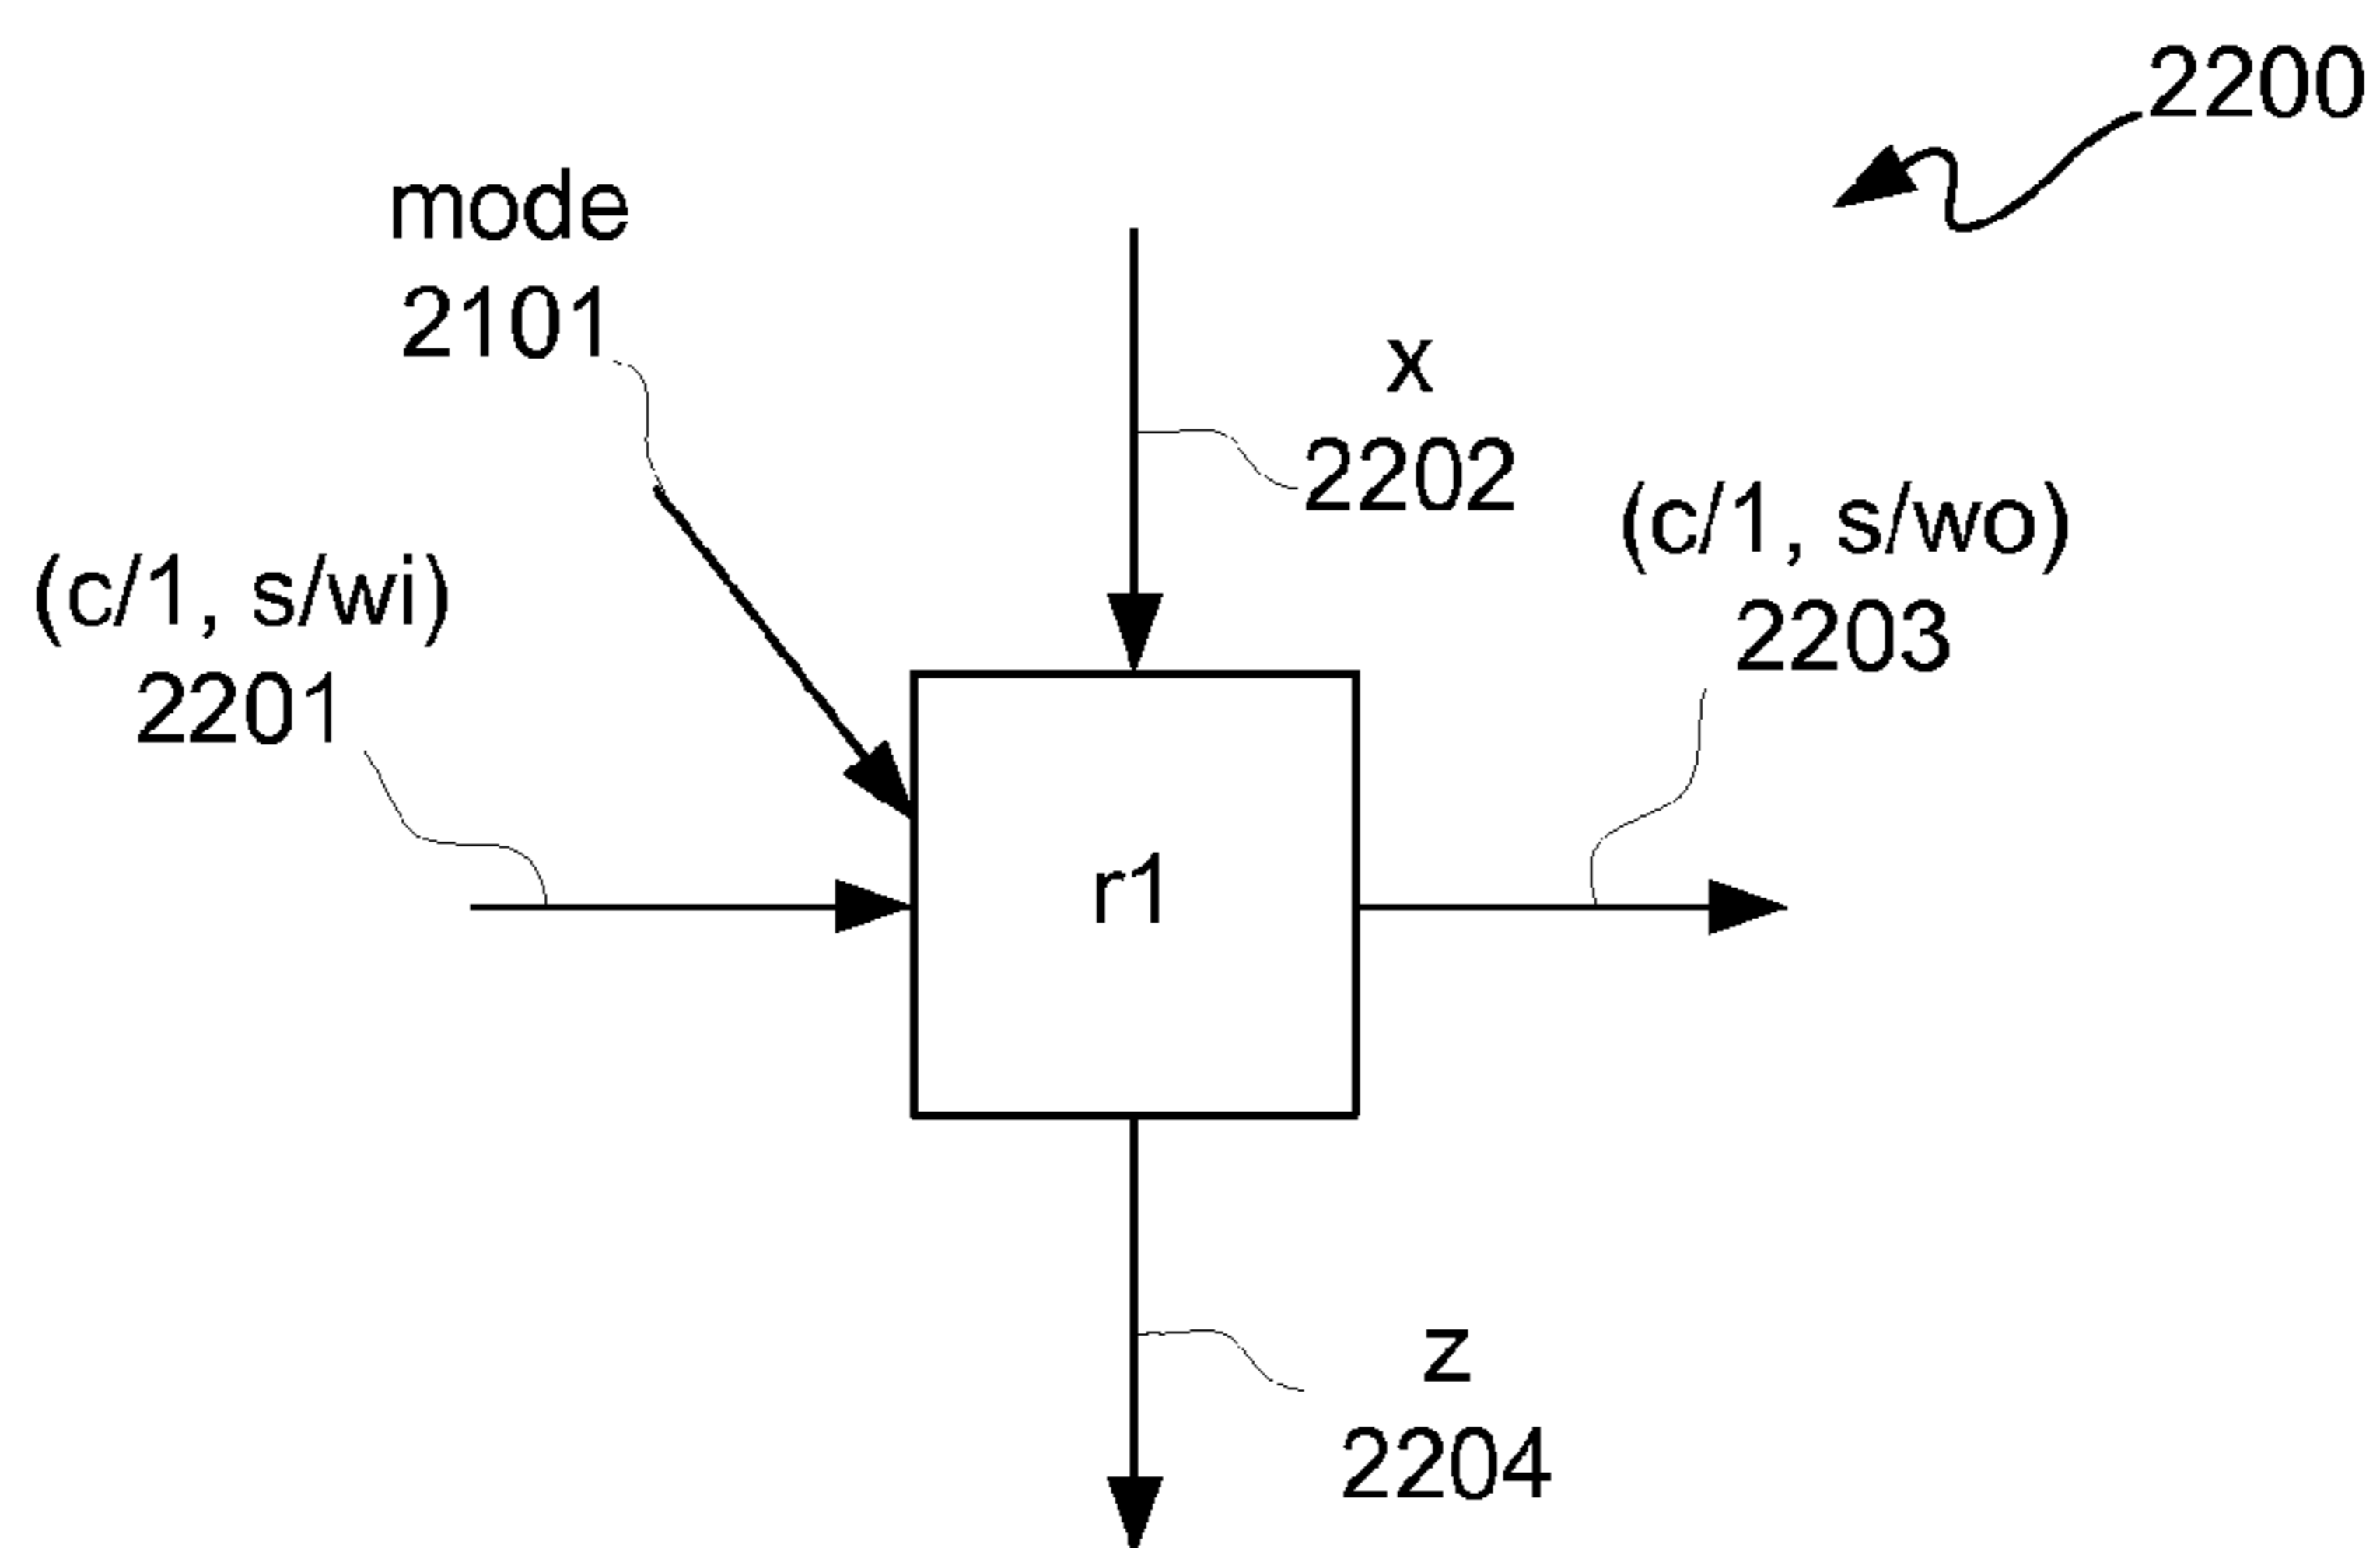 2200
mode
2101
x
2202
(c/1, s/wo)
2203
(c/1, s/wi)
2201
r1
z
2204